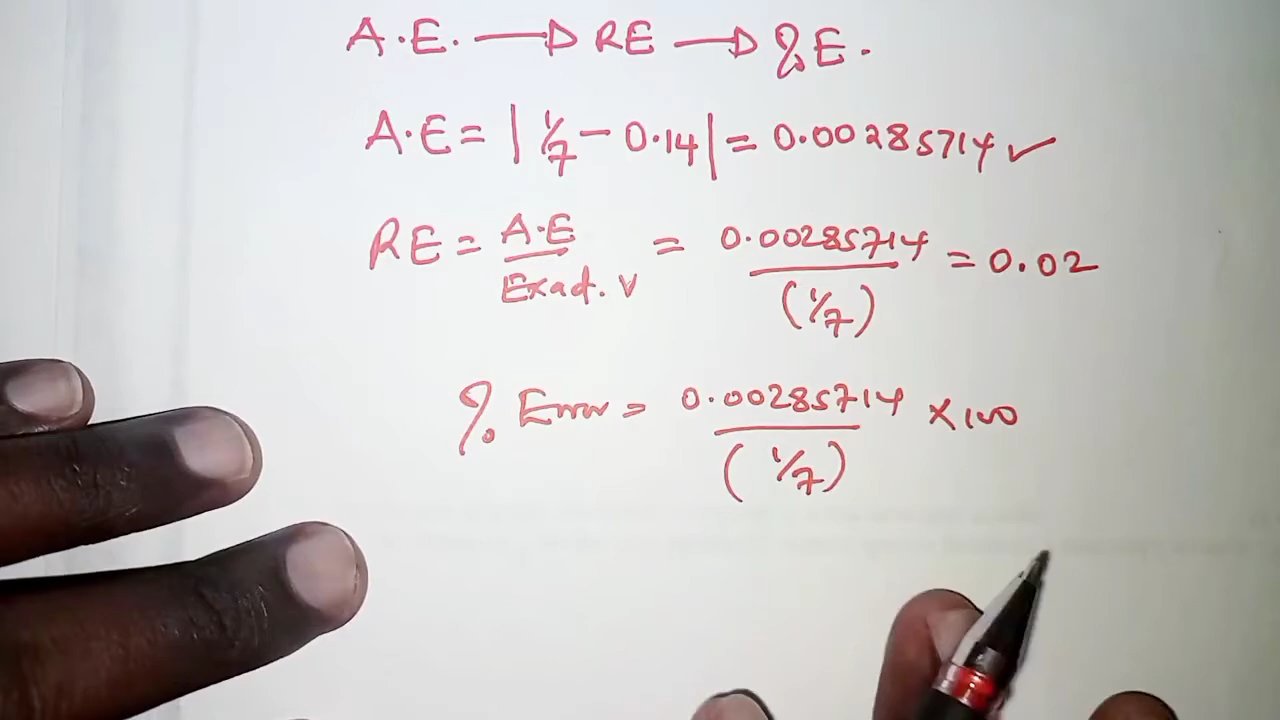 A.E. → RE → %E.
A.E = | 1/7 - 0.14 | = 0.00285714 ✓
RE = A.E / Exact. V = 0.00285714 / (1/7) = 0.02
% Error = 0.00285714 / (1/7) × 100